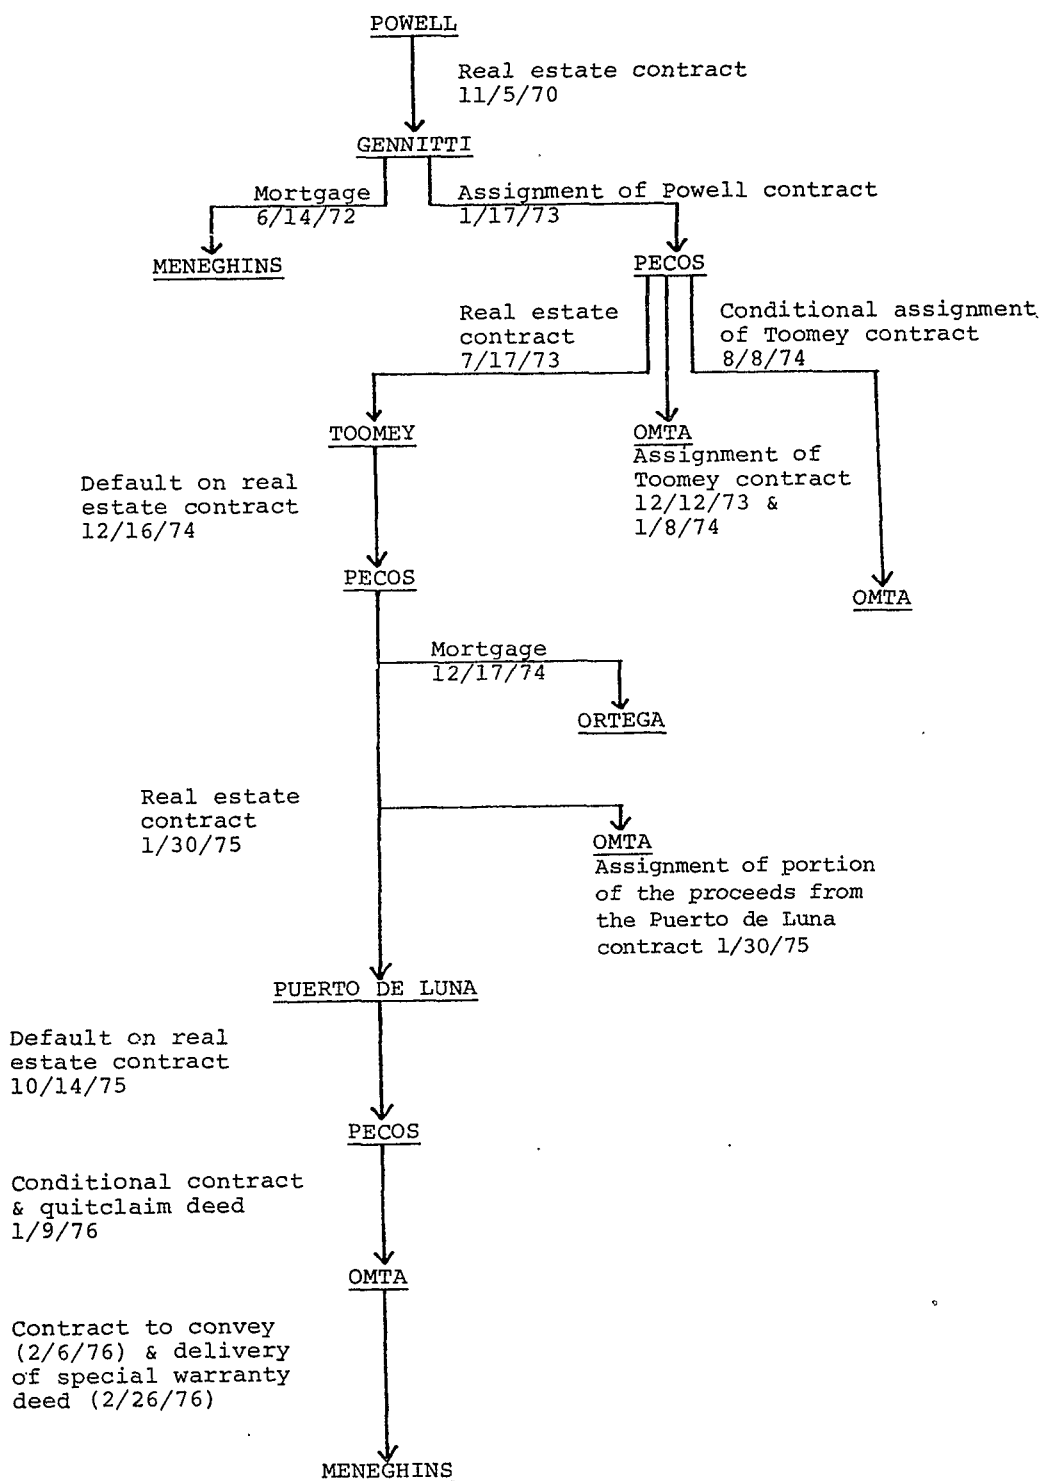 POWELL
Real estate contract
11/5/70
GENNITTI
Mortgage
6/14/72
Assignment of Powell contract
1/17/73
MENEGHINS
PECOS
Real estate
contract
7/17/73
Conditional assignment
of Toomey contract
8/8/74
TOOMEY
OMTA
Assignment of
Toomey contract
12/12/73 &
1/8/74
Default on real
estate contract
12/16/74
PECOS
OMTA
Mortgage
12/17/74
ORTEGA
Real estate
contract
1/30/75
OMTA
Assignment of portion
of the proceeds from
the Puerto de Luna
contract 1/30/75
PUERTO DE LUNA
Default on real
estate contract
10/14/75
PECOS
Conditional contract
& quitclaim deed
1/9/76
OMTA
Contract to convey
(2/6/76) & delivery
of special warranty
deed (2/26/76)
MENEGHINS